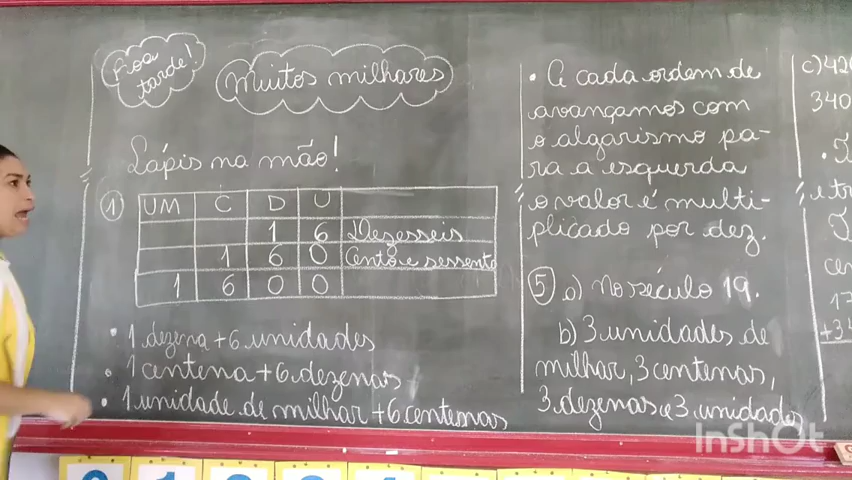 Boa
tarde!
Muitos milhares
Lápis na mão!
1 UM C D U
1 6 Dezesseis
1 6 0 Cento e sessenta
1 6 0 0
• 1 dezena + 6 unidades
• 1 centena + 6 dezenas
• 1 unidade de milhar + 6 centenas
• A cada ordem de
avançamos com
o algarismo pa-
ra a esquerda
o valor é multi-
plicado por dez.
5 a) No século 19.
b) 3 unidades de
milhar, 3 centenas,
3 dezenas e 3 unidades
c) 420
340
InShOt